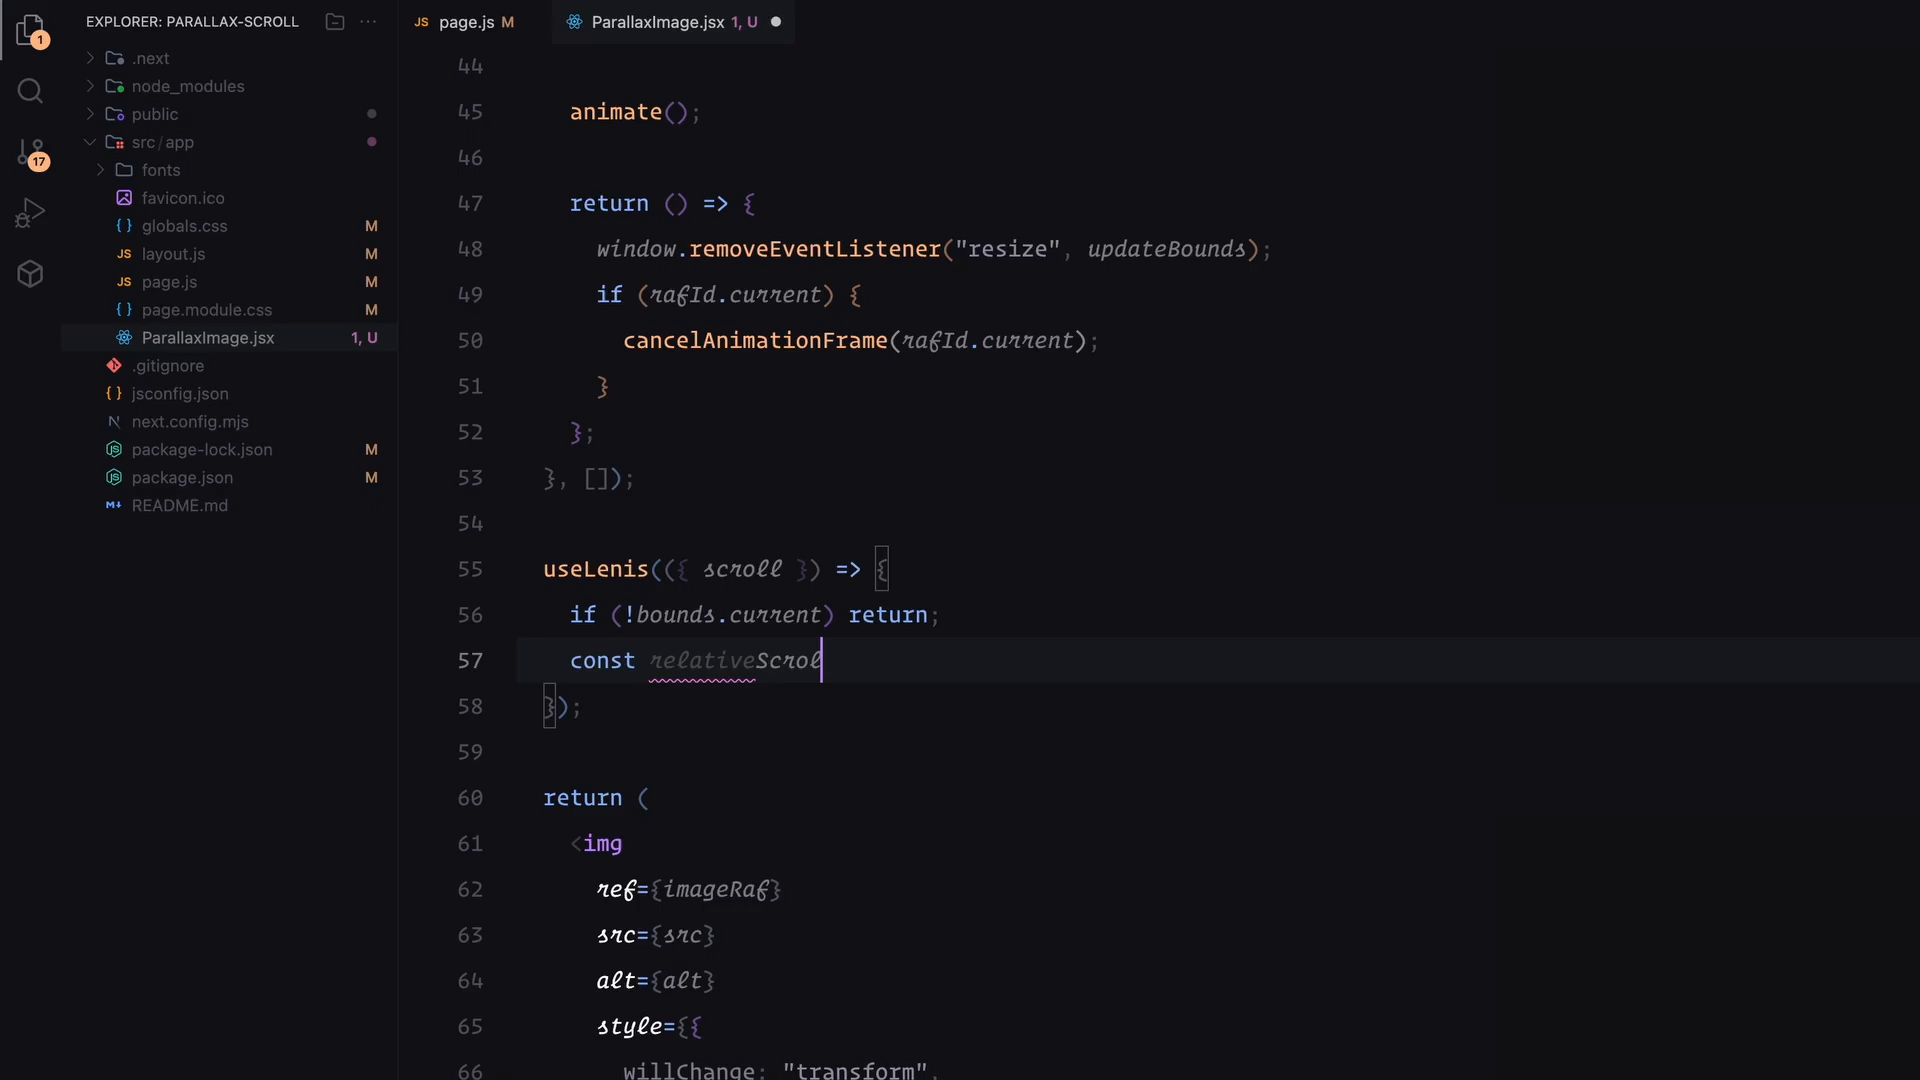 EXPLORER: PARALLAX-SCROLL
1
17
.next
node_modules
public
src/app
fonts
favicon.ico
globals.css M
layout.js M
page.js M
page.module.css M
ParallaxImage.jsx 1, U
.gitignore
jsconfig.json
next.config.mjs
package-lock.json M
package.json M
README.md
JS page.js M
ParallaxImage.jsx 1, U
44
45 animate();
46
47 return () => {
48 window.removeEventListener("resize", updateBounds);
49 if (rafId.current) {
50 cancelAnimationFrame(rafId.current);
51 }
52 };
53 }, []);
54
55 useLenis(({ scroll }) => {
56 if (!bounds.current) return;
57 const relativeScrol
58 });
59
60 return (
61 <img
62 ref={imageRaf}
63 src={src}
64 alt={alt}
65 style={{
66 willChange: "transform",